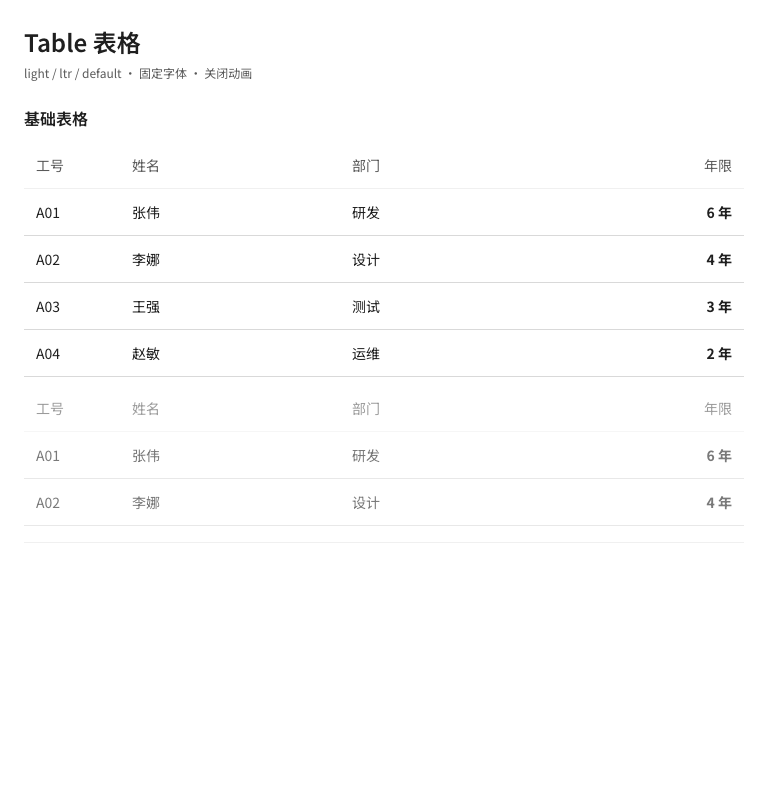 Table 表格
light / ltr / default • 固定字体 • 关闭动画
基础表格
工号 姓名 部门 年限
A01 张伟 研发 6 年
A02 李娜 设计 4 年
A03 王强 测试 3 年
A04 赵敏 运维 2 年
工号 姓名 部门 年限
A01 张伟 研发 6 年
A02 李娜 设计 4 年